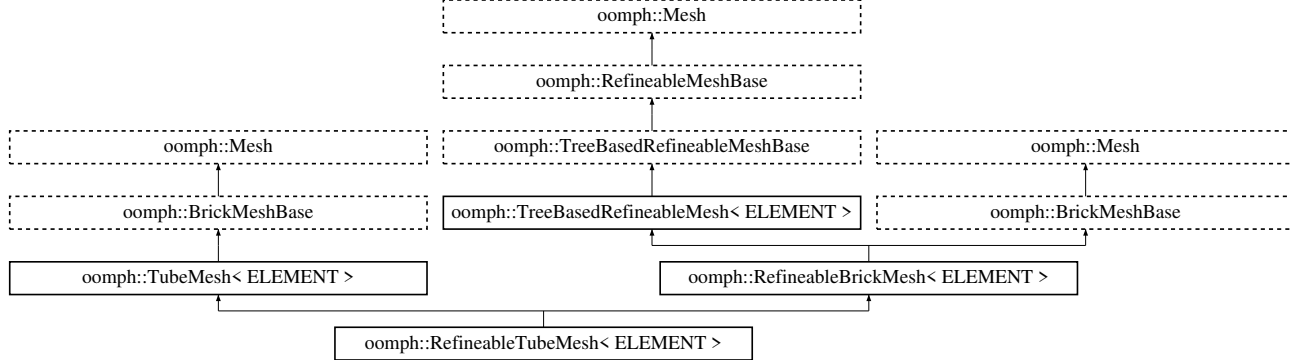 oomph::Mesh
oomph::RefineableMeshBase
oomph::Mesh oomph::TreeBasedRefineableMeshBase oomph::Mesh
oomph::BrickMeshBase oomph::TreeBasedRefineableMesh< ELEMENT > oomph::BrickMeshBase
oomph::TubeMesh< ELEMENT > oomph::RefineableBrickMesh< ELEMENT >
oomph::RefineableTubeMesh< ELEMENT >